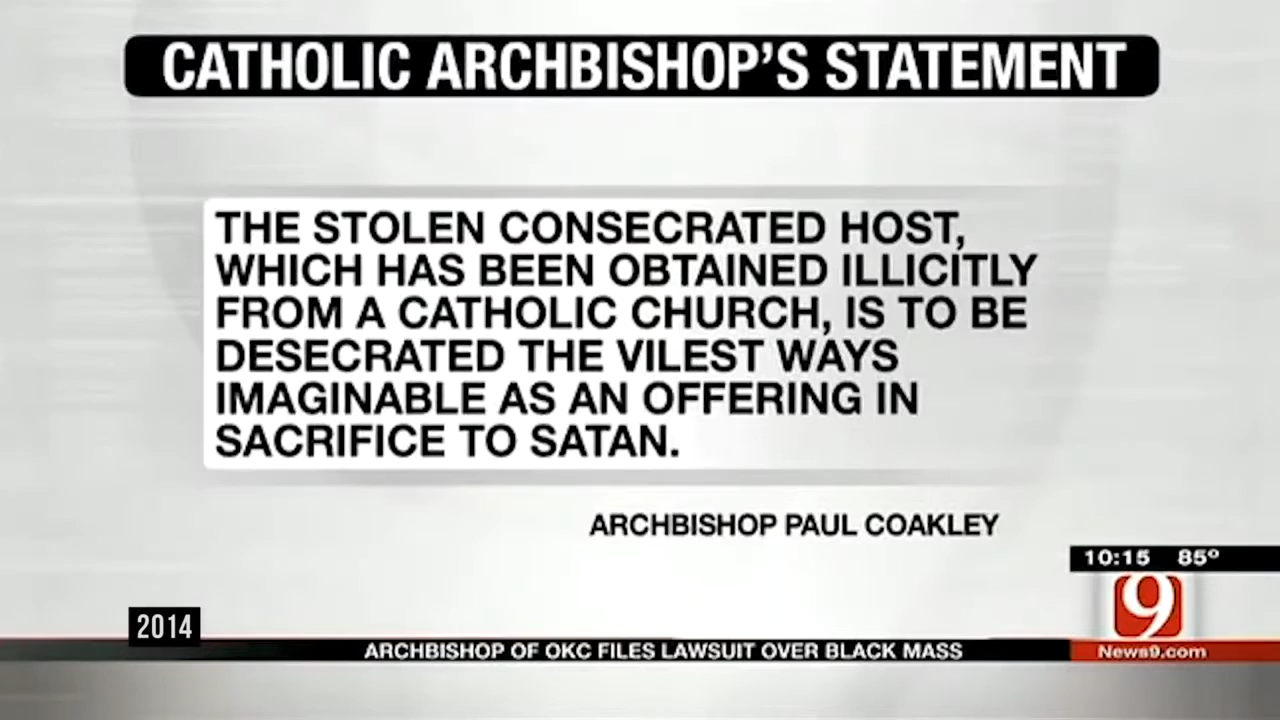 CATHOLIC ARCHBISHOP'S STATEMENT
THE STOLEN CONSECRATED HOST,
WHICH HAS BEEN OBTAINED ILLICITLY
FROM A CATHOLIC CHURCH, IS TO BE
DESECRATED THE VILEST WAYS
IMAGINABLE AS AN OFFERING IN
SACRIFICE TO SATAN.
ARCHBISHOP PAUL COAKLEY
10:15 85º
9
2014
ARCHBISHOP OF OKC FILES LAWSUIT OVER BLACK MASS
News9.com